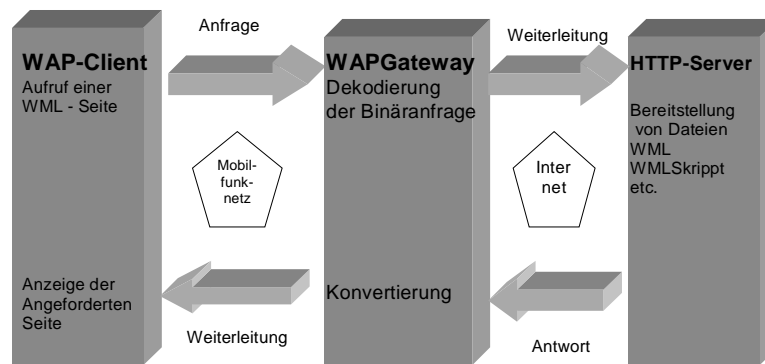 Anfrage
Weiterleitung
WAP-Client
Aufruf einer
WML - Seite
WAPGateway
Dekodierung
der Binäranfrage
HTTP-Server
Bereitstellung
von Dateien
WML
WMLSkrippt
etc.
Mobil-
funk-
netz
Inter
net
Anzeige der
Angeforderten
Seite
Konvertierung
Weiterleitung
Antwort